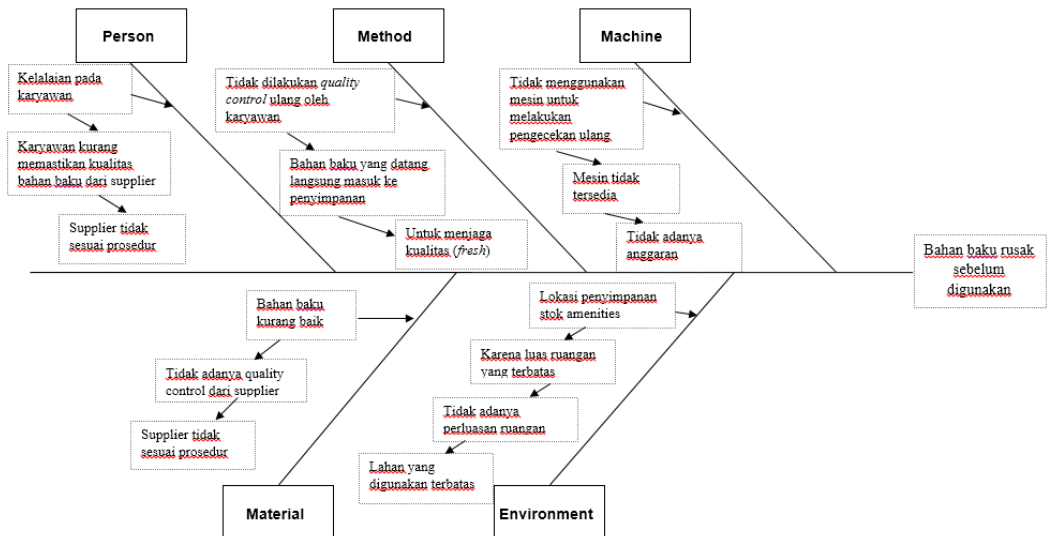 Person
Method
Machine
Kelalaian pada
karyawan
Karyawan kurang
memastikan kualitas
bahan baku dari supplier
Supplier tidak
sesuai prosedur
Tidak dilakukan quality
control ulang oleh
karyawan
Bahan baku yang datang
langsung masuk ke
penyimpanan
Untuk menjaga
kualitas (fresh)
Tidak menggunakan
mesin untuk
melakukan
pengecekan ulang
Mesin tidak
tersedia
Tidak adanya
anggaran
Bahan baku rusak
sebelum
digunakan
Bahan baku
kurang baik
Tidak adanya quality
control dari supplier
Supplier tidak
sesuai prosedur
Lokasi penyimpanan
stok amenities
Karena luas ruangan
yang terbatas
Tidak adanya
perluasan ruangan
Lahan yang
digunakan terbatas
Material
Environment